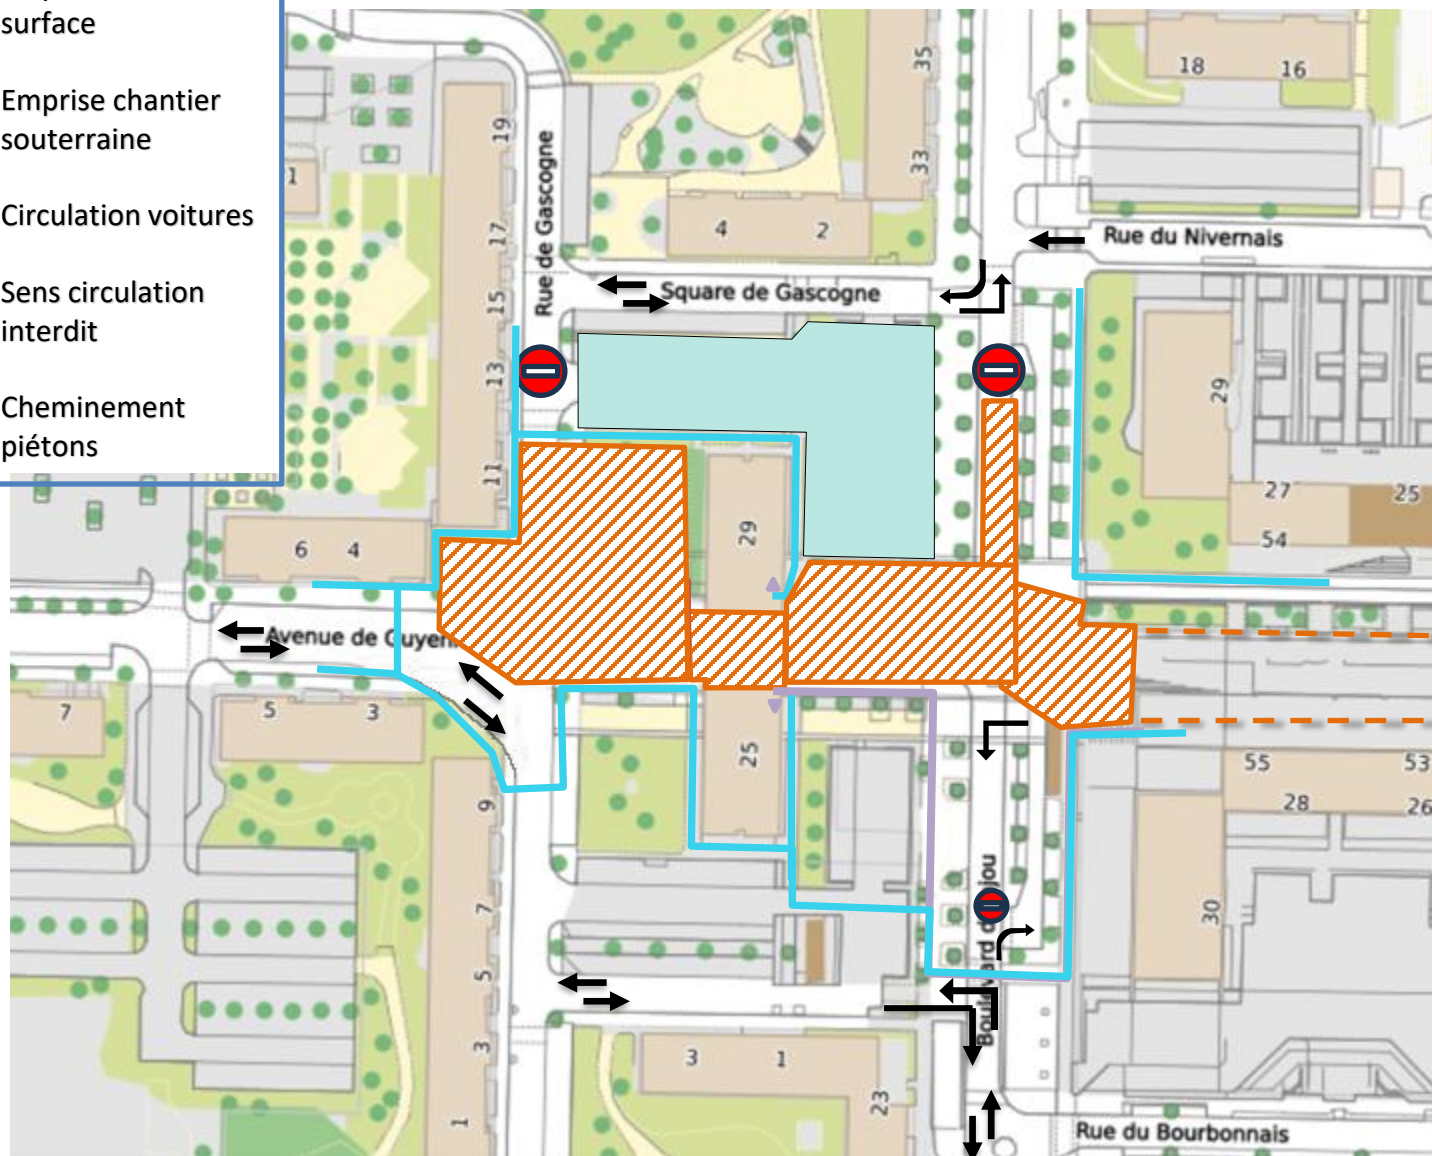 surface
Emprise chantier
souterraine
Circulation voitures
Sens circulation
interdit
Cheminement
piétons
35
18
16
19
33
1
Rue de Gascogne
17
4
2
Rue du Nivernais
15
Square de Gascogne
13
29
11
27
25
29
54
6
4
Avenue de Guyen
7
5
3
25
55
53
28
26
9
Boulevard d
jou
7
30
5
3
3
1
23
1
Rue du Bourbonnais